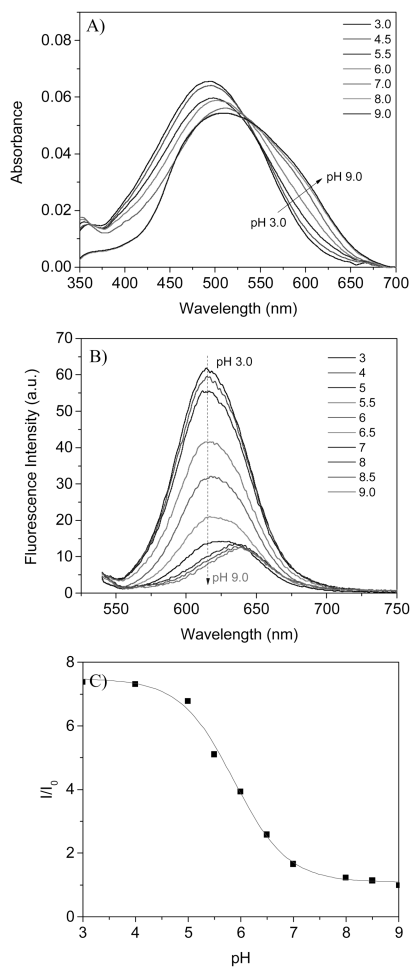 A)
3.0
4.5
5.5
6.0
7.0
8.0
9.0
0.08
0.06
0.04
0.02
0.00
Absorbance
pH 9.0
pH 3.0
350 400 450 500 550 600 650 700
Wavelength (nm)
B)
pH 3.0
3
4
5
5.5
6
6.5
7
8
8.5
9.0
70
60
50
40
30
20
10
0
Fluorescence Intensity (a.u.)
pH 9.0
550 600 650 700 750
Wavelength (nm)
C)
8
6
4
2
0
I/I0
3 4 5 6 7 8 9
pH